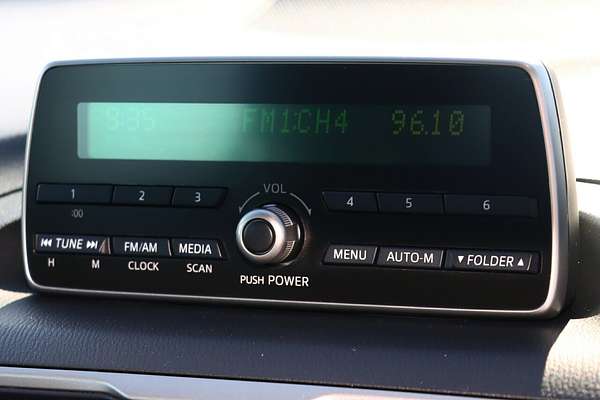 9:35 FM1:CH4 96.10
VOL
1 2 3 4 5 6
:00
TUNE FM/AM MEDIA MENU AUTO-M ▼ FOLDER ▲
H M CLOCK SCAN
PUSH POWER